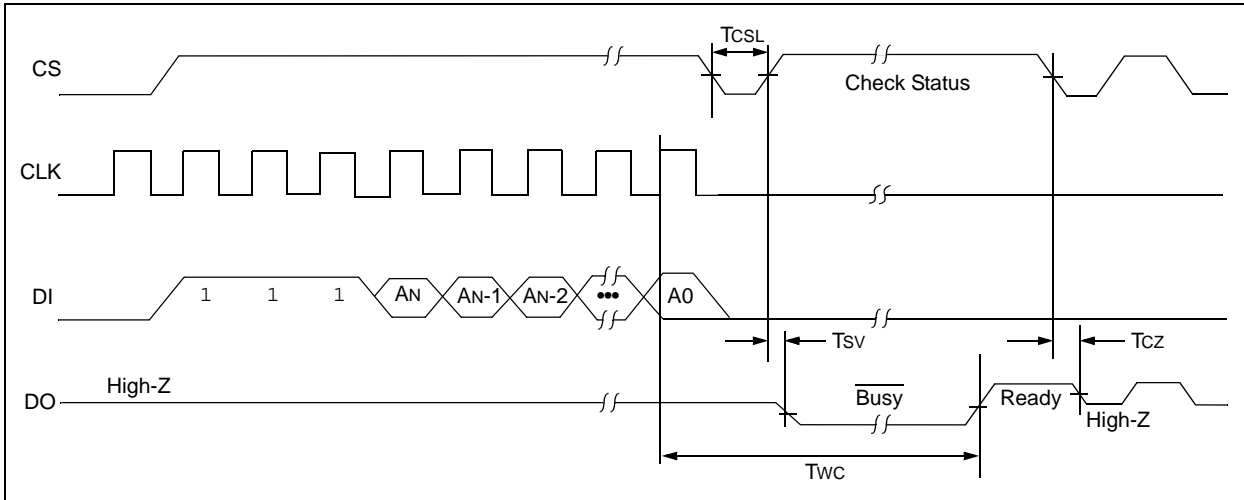 TCSL
CS
Check Status
CLK
DI
1 1 1 AN AN-1 AN-2 ••• A0
TSV
TCZ
High-Z
DO
Busy
Ready
High-Z
TWC